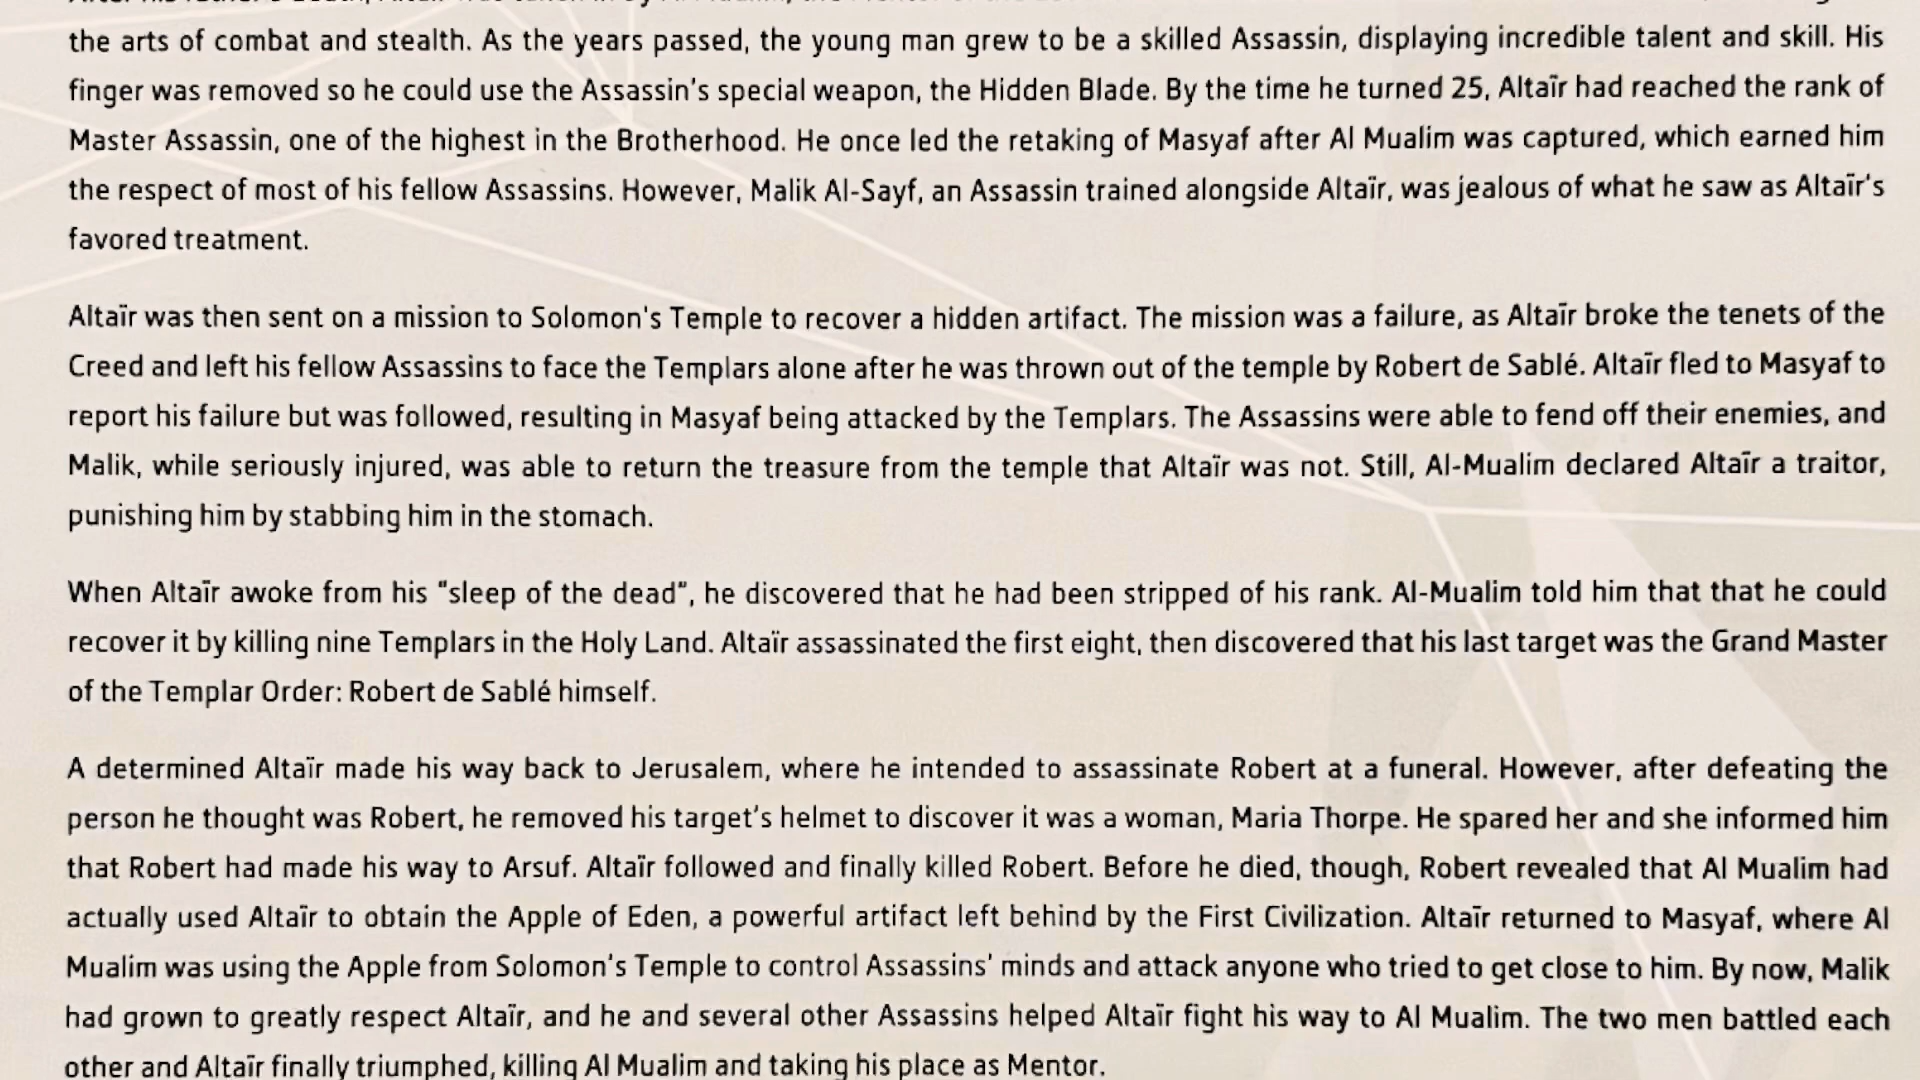 the arts of combat and stealth. As the years passed, the young man grew to be a skilled Assassin, displaying incredible talent and skill. His
finger was removed so he could use the Assassin's special weapon, the Hidden Blade. By the time he turned 25, Altaïr had reached the rank of
Master Assassin, one of the highest in the Brotherhood. He once led the retaking of Masyaf after Al Mualim was captured, which earned him
the respect of most of his fellow Assassins. However, Malik Al-Sayf, an Assassin trained alongside Altaïr, was jealous of what he saw as Altaïr's
favored treatment.
Altaïr was then sent on a mission to Solomon's Temple to recover a hidden artifact. The mission was a failure, as Altaïr broke the tenets of the
Creed and left his fellow Assassins to face the Templars alone after he was thrown out of the temple by Robert de Sablé. Altaïr fled to Masyaf to
report his failure but was followed, resulting in Masyaf being attacked by the Templars. The Assassins were able to fend off their enemies, and
Malik, while seriously injured, was able to return the treasure from the temple that Altaïr was not. Still, Al-Mualim declared Altaïr a traitor,
punishing him by stabbing him in the stomach.
When Altaïr awoke from his "sleep of the dead", he discovered that he had been stripped of his rank. Al-Mualim told him that that he could
recover it by killing nine Templars in the Holy Land. Altaïr assassinated the first eight, then discovered that his last target was the Grand Master
of the Templar Order: Robert de Sablé himself.
A determined Altaïr made his way back to Jerusalem, where he intended to assassinate Robert at a funeral. However, after defeating the
person he thought was Robert, he removed his target's helmet to discover it was a woman, Maria Thorpe. He spared her and she informed him
that Robert had made his way to Arsuf. Altaïr followed and finally killed Robert. Before he died, though, Robert revealed that Al Mualim had
actually used Altaïr to obtain the Apple of Eden, a powerful artifact left behind by the First Civilization. Altaïr returned to Masyaf, where Al
Mualim was using the Apple from Solomon's Temple to control Assassins' minds and attack anyone who tried to get close to him. By now, Malik
had grown to greatly respect Altaïr, and he and several other Assassins helped Altaïr fight his way to Al Mualim. The two men battled each
other and Altaïr finally triumphed, killing Al Mualim and taking his place as Mentor.